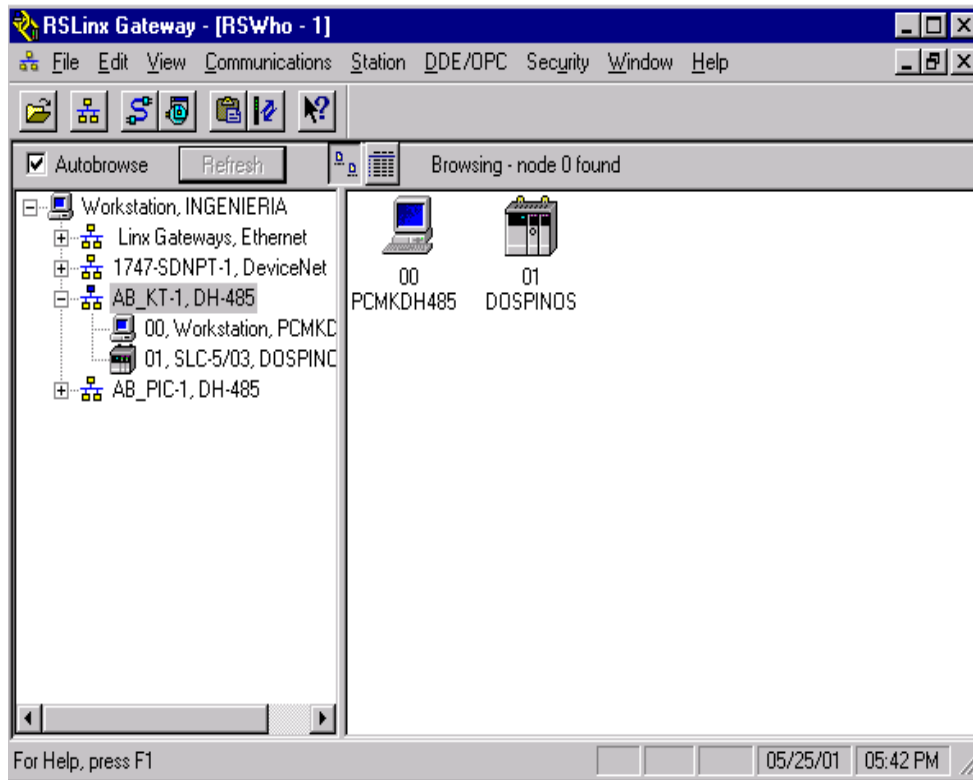 RSLinx Gateway - [RSWho - 1]
File Edit View Communications Station DDE/OPC Security Window Help
Autobrowse Refresh Browsing - node 0 found
Workstation, INGENIERIA
Linx Gateways, Ethernet
1747-SDNPT-1, DeviceNet
AB_KT-1, DH-485
00, Workstation, PCMKD
01, SLC-5/03, DOSPINO
AB_PIC-1, DH-485
00
PCMKDH485
01
DOSPINOS
For Help, press F1 05/25/01 05:42 PM